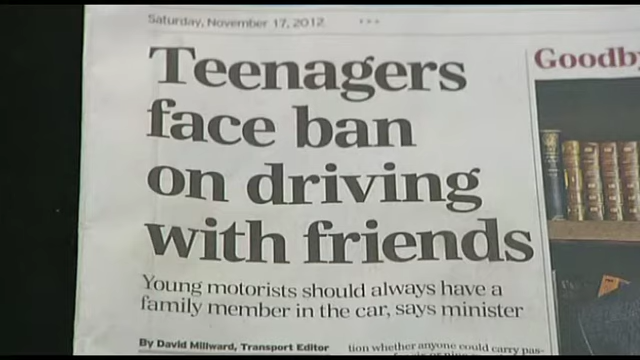 Saturday, November 17, 2012
Teenagers
face ban
on driving
with friends
Young motorists should always have a
family member in the car, says minister
By David Millward, Transport Editor
tion whether anyone could carry pas-
Goodby